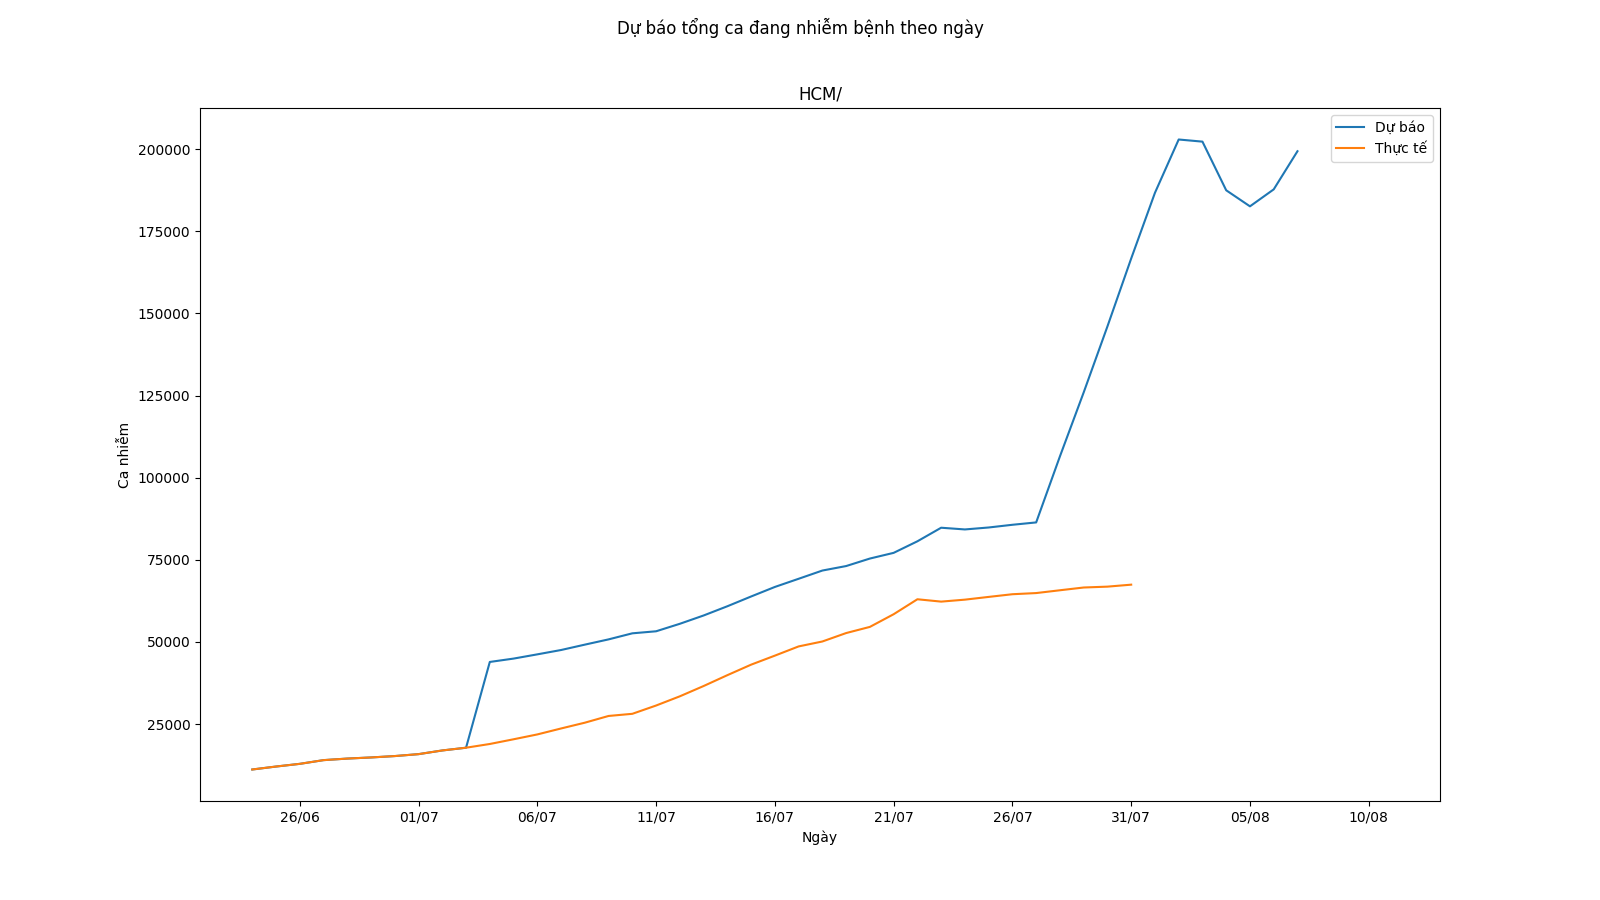 Dự báo tổng ca đang nhiễm bệnh theo ngày
HCM/
Dự báo
Thực tế
200000
175000
150000
125000
100000
75000
50000
25000
Ca nhiễm
26/06 01/07 06/07 11/07 16/07 21/07 26/07 31/07 05/08 10/08
Ngày